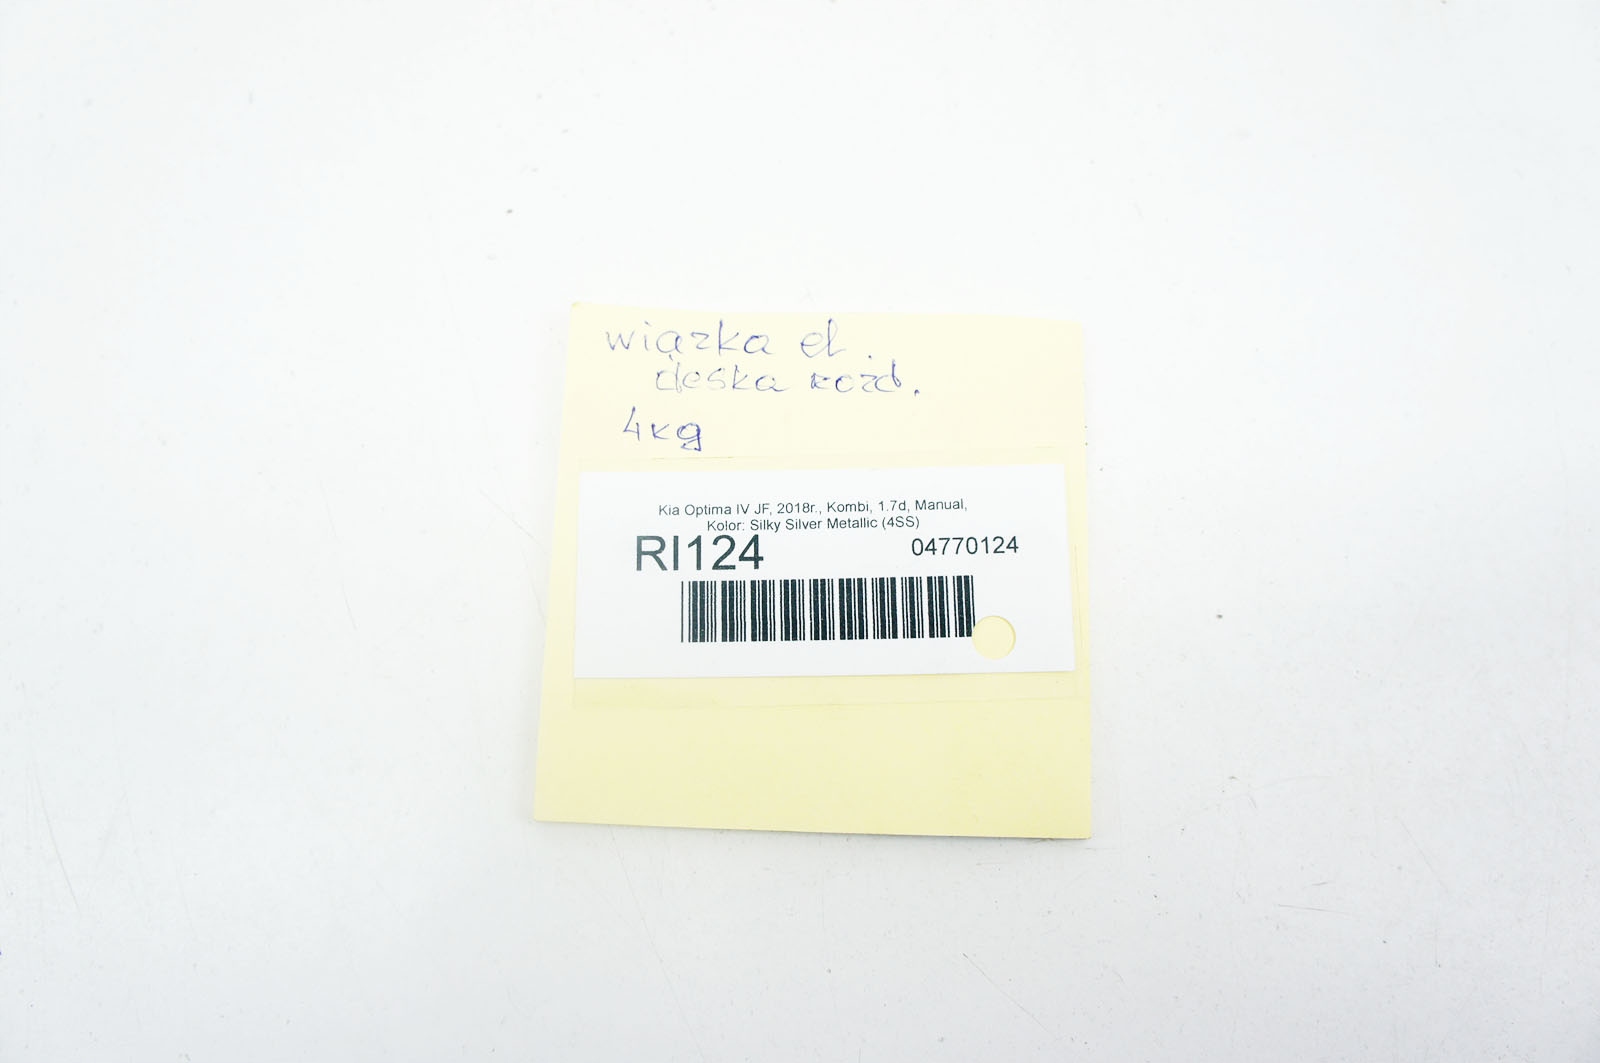 wiązka el.
deska rozd.
4kg
Kia Optima IV JF, 2018r., Kombi, 1.7d, Manual,
Kolor: Silky Silver Metallic (4SS)
RI124 04770124